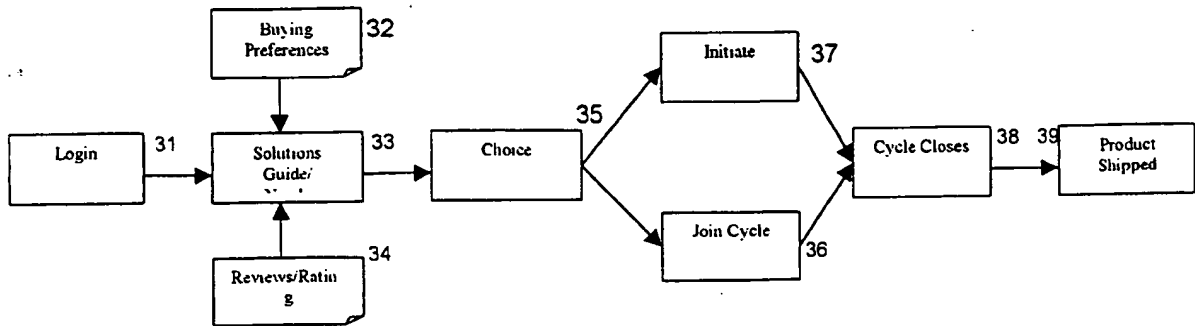 Buying
Preferences
32
Login
31
Solutions
Guide/
33
Choice
35
Initiate
37
Cycle Closes
38
39
Product
Shipped
Join Cycle
36
Reviews/Ratin
g
34